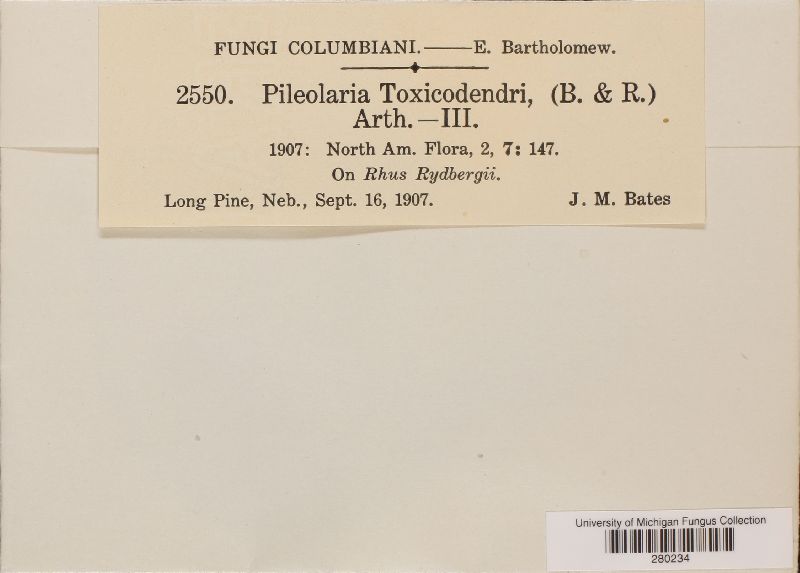 FUNGI COLUMBIANI.——E. Bartholomew.
2550. Pileolaria Toxicodendri, (B. & R.)
Arth.—III.
1907: North Am. Flora, 2, 7: 147.
On Rhus Rydbergii.
Long Pine, Neb., Sept. 16, 1907. J. M. Bates
University of Michigan Fungus Collection
280234